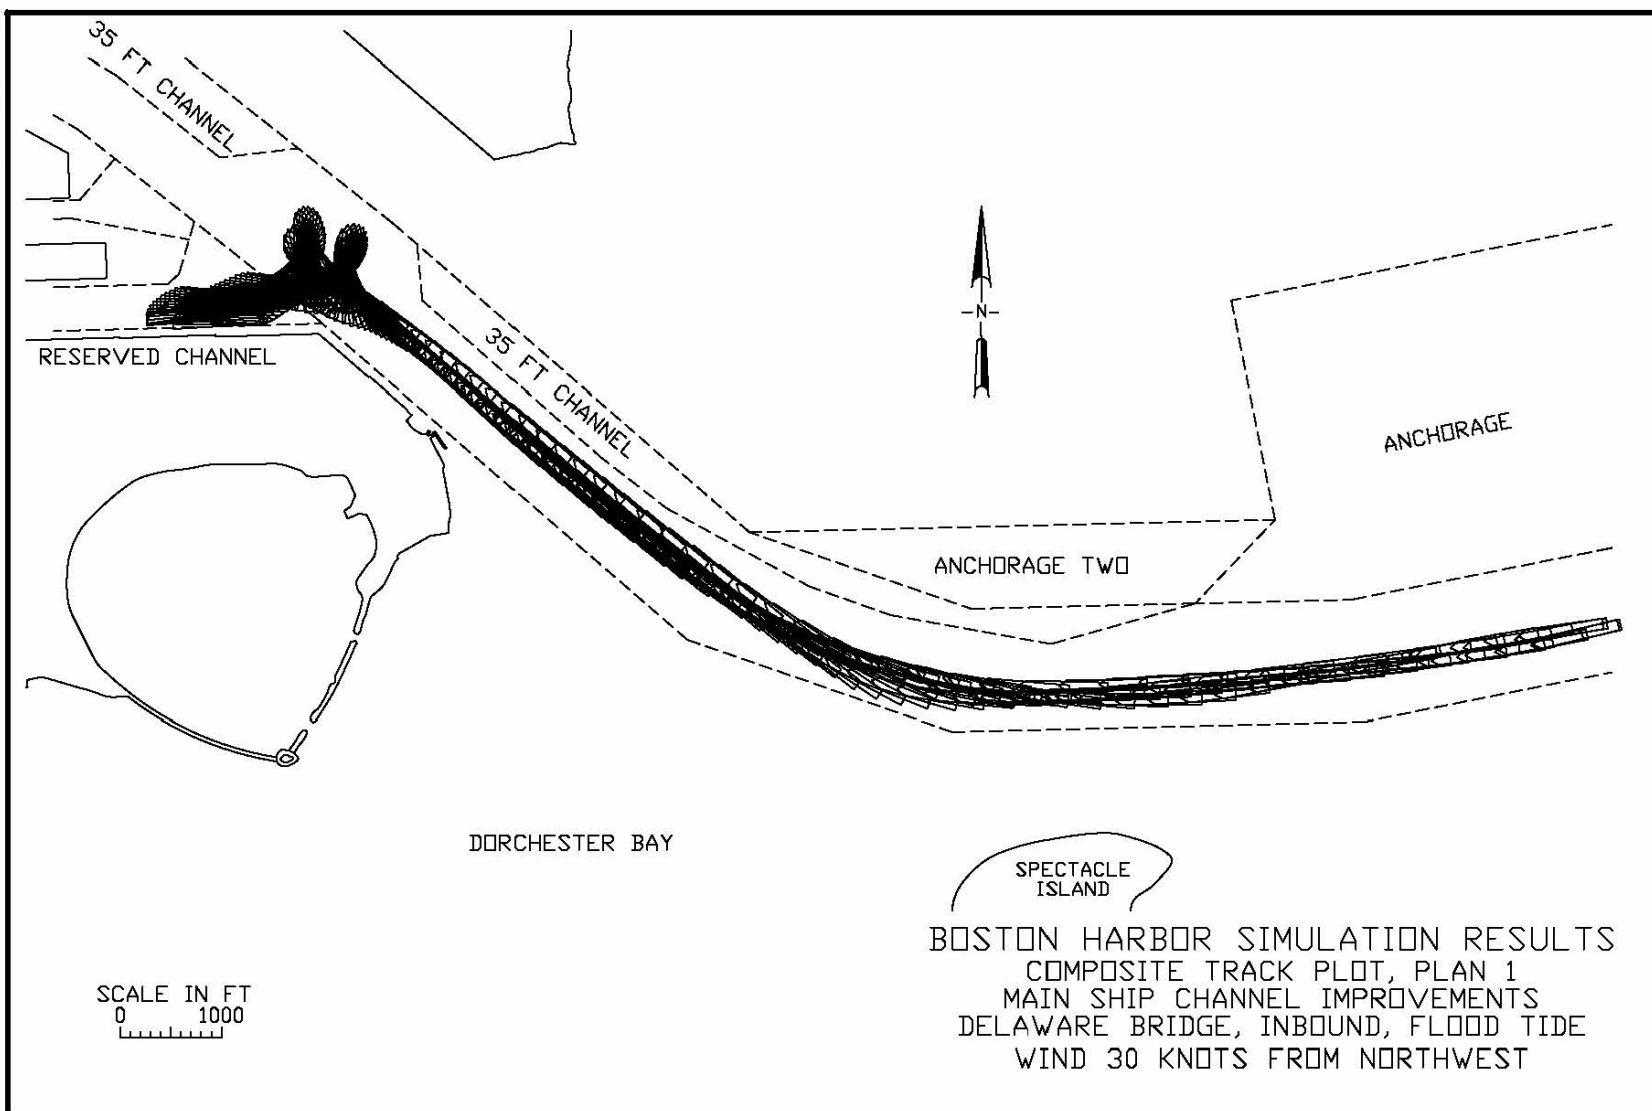 35 FT CHANNEL
-N-
35 FT CHANNEL
RESERVED CHANNEL
ANCHORAGE
ANCHORAGE TWO
DORCHESTER BAY
SPECTACLE
ISLAND
BOSTON HARBOR SIMULATION RESULTS
COMPOSITE TRACK PLOT, PLAN 1
MAIN SHIP CHANNEL IMPROVEMENTS
DELAWARE BRIDGE, INBOUND, FLOOD TIDE
WIND 30 KNOTS FROM NORTHWEST
SCALE IN FT
0 1000